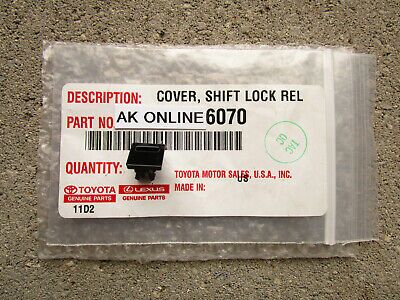 DESCRIPTION: COVER, SHIFT LOCK REL
PART NO AK ONLINE 6070
QUANTITY:
TOYOTA MOTOR SALES, U.S.A., INC.
MADE IN: US
TOYOTA LEXUS
GENUINE PARTS GENUINE PARTS
11D2